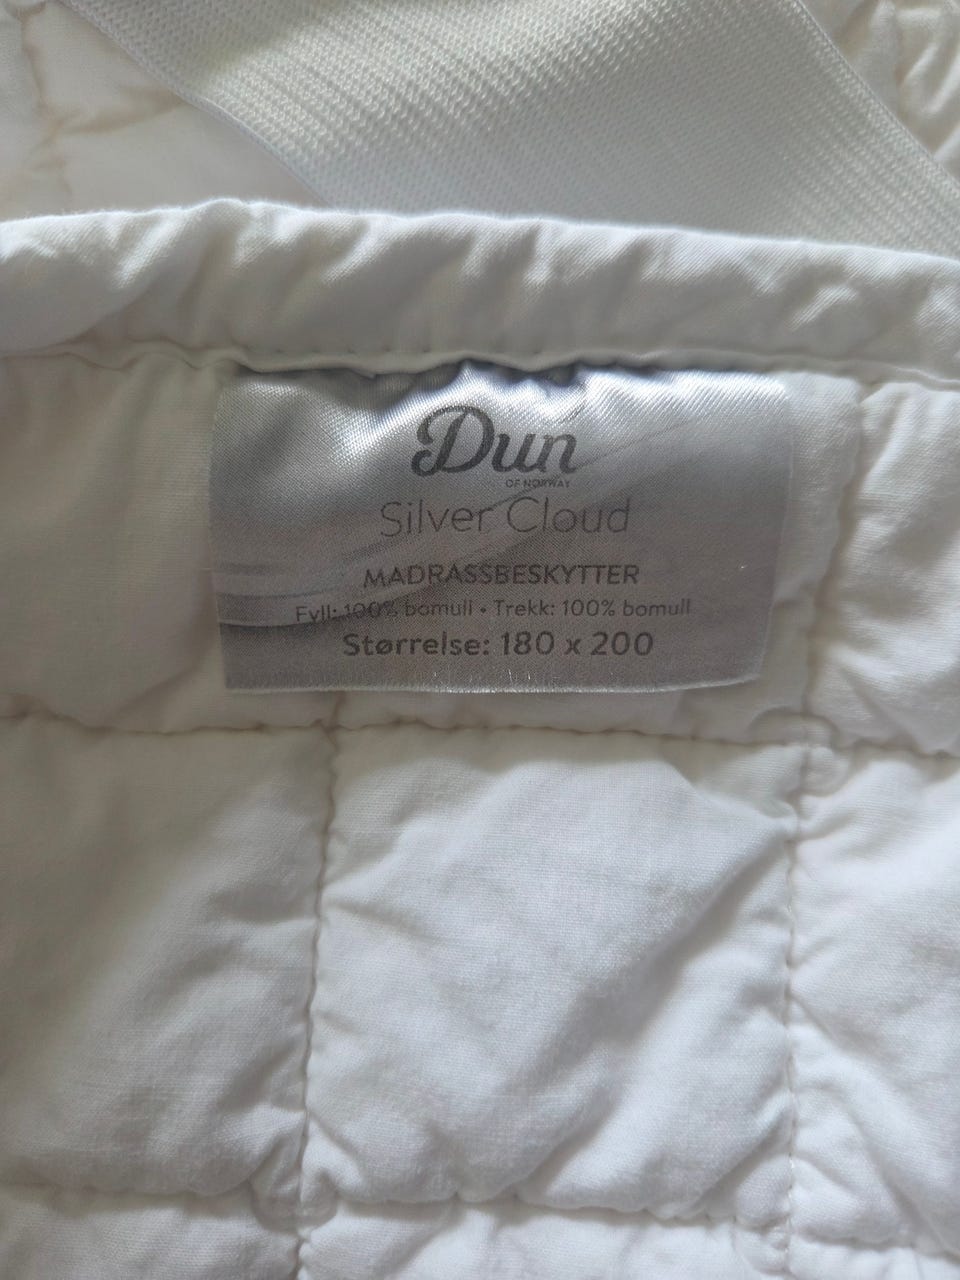 Dun
OF NORWAY
Silver Cloud
MADRASSBESKYTTER
Fyll: 100% bomull • Trekk: 100% bomull
Størrelse: 180 x 200